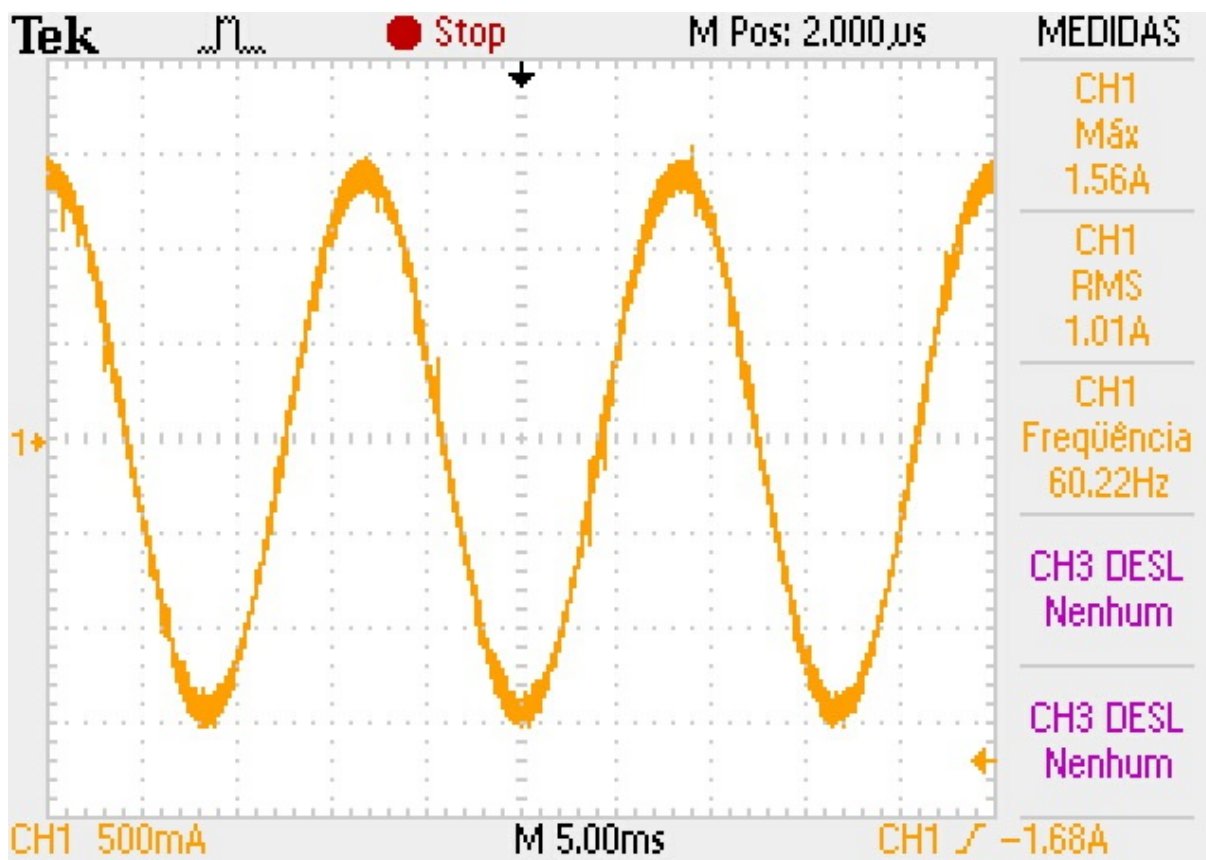 Tek Stop M Pos: 2.000µs MEDIDAS
CH1
Máx
1.56A
CH1
RMS
1.01A
CH1
Freqüência
60.22Hz
CH3 DESL
Nenhum
CH3 DESL
Nenhum
1
CH1 500mA M 5.00ms CH1 -1.68A